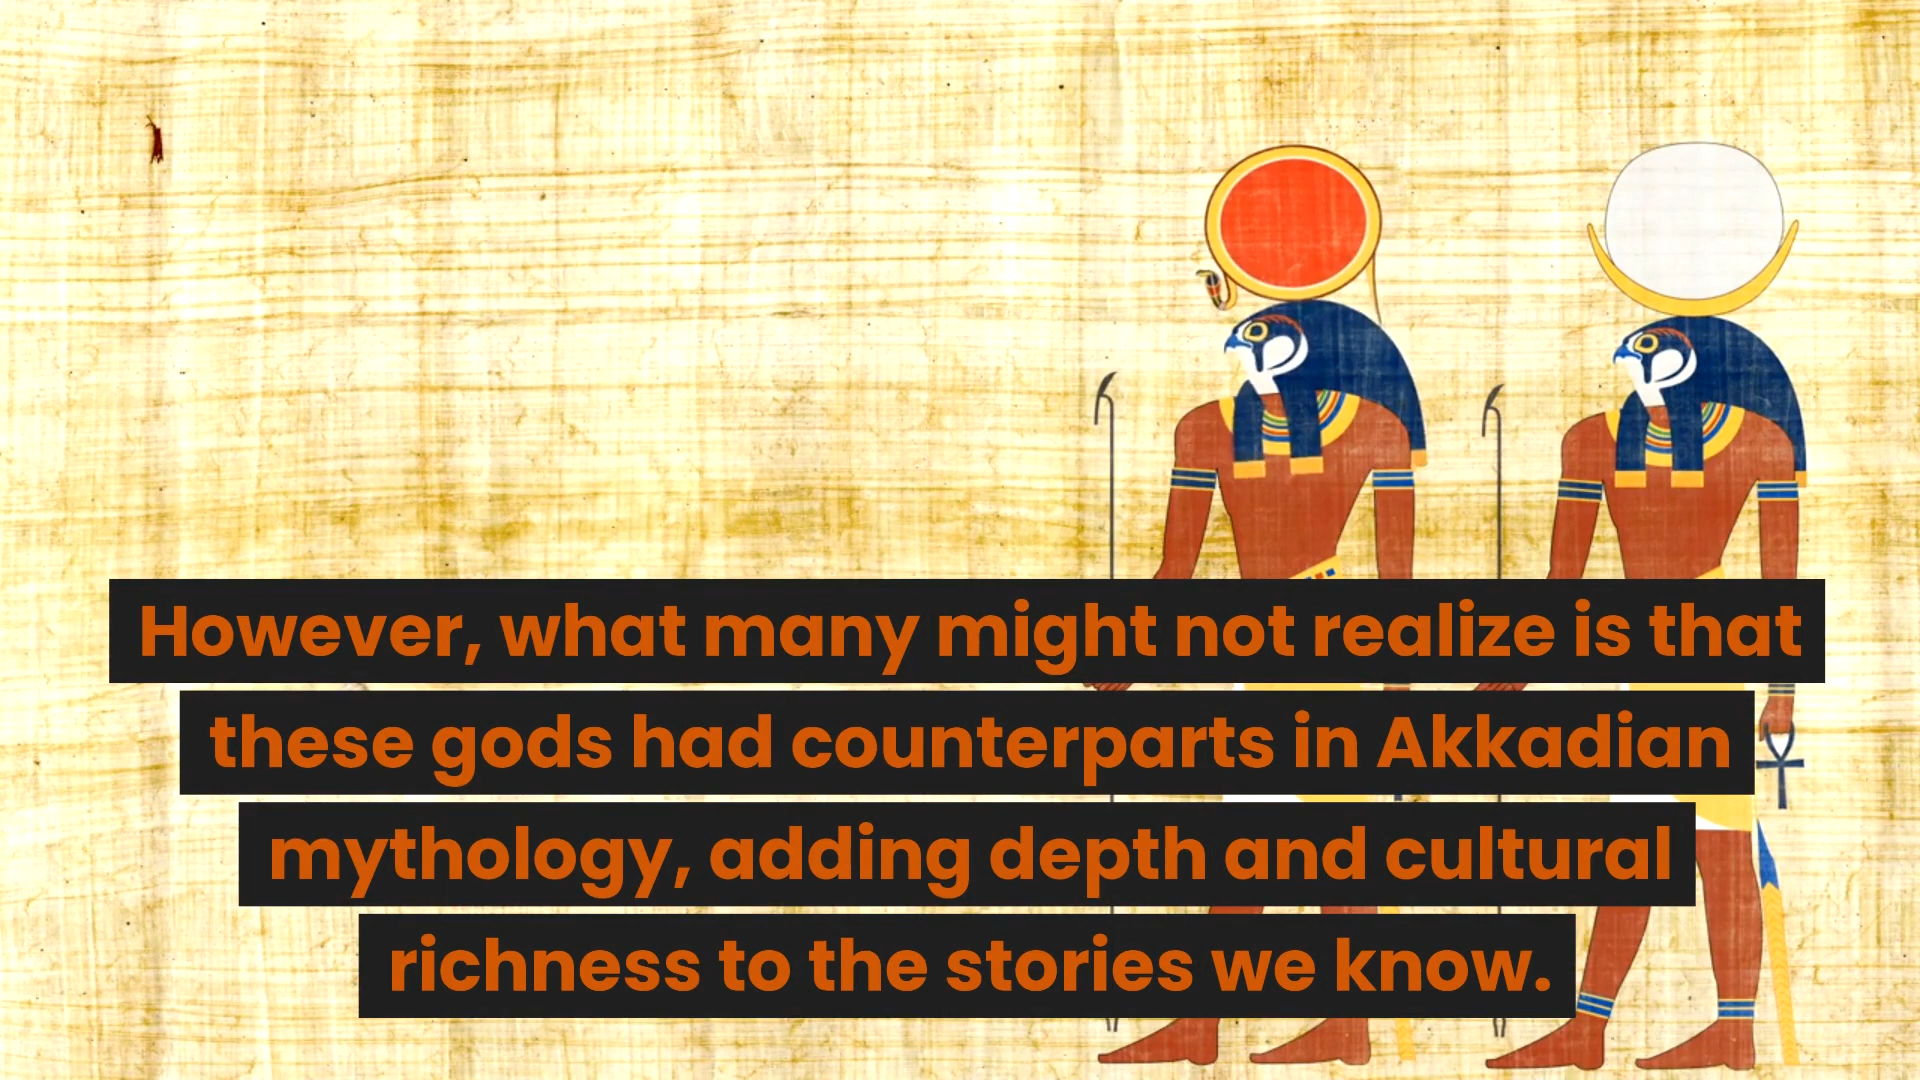 However, what many might not realize is that
these gods had counterparts in Akkadian
mythology, adding depth and cultural
richness to the stories we know.